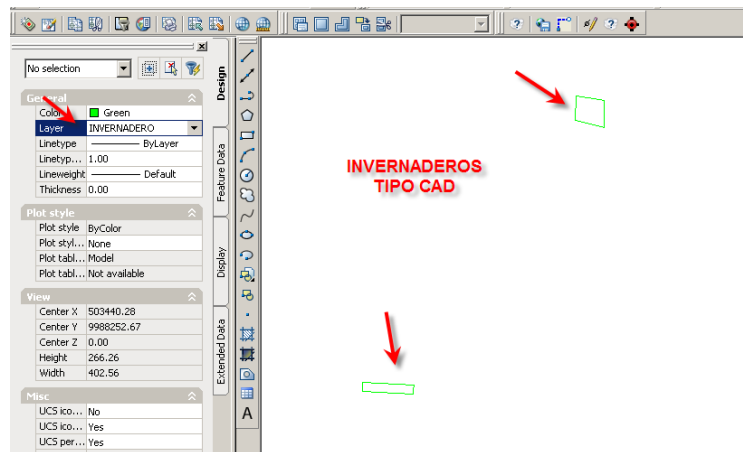 No selection
Design
Feature Data
Display
Extended Data
General
Color Green
Layer INVERNADERO
Linetype ByLayer
Linetyp... 1.00
Lineweight Default
Thickness 0.00
Plot style
Plot style ByColor
Plot styl... None
Plot tabl... Model
Plot tabl... Not available
View
Center X 503440.28
Center Y 9988252.67
Center Z 0.00
Height 266.26
Width 402.56
Misc
UCS ico... No
UCS ico... Yes
UCS per... Yes
A
INVERNADEROS
TIPO CAD